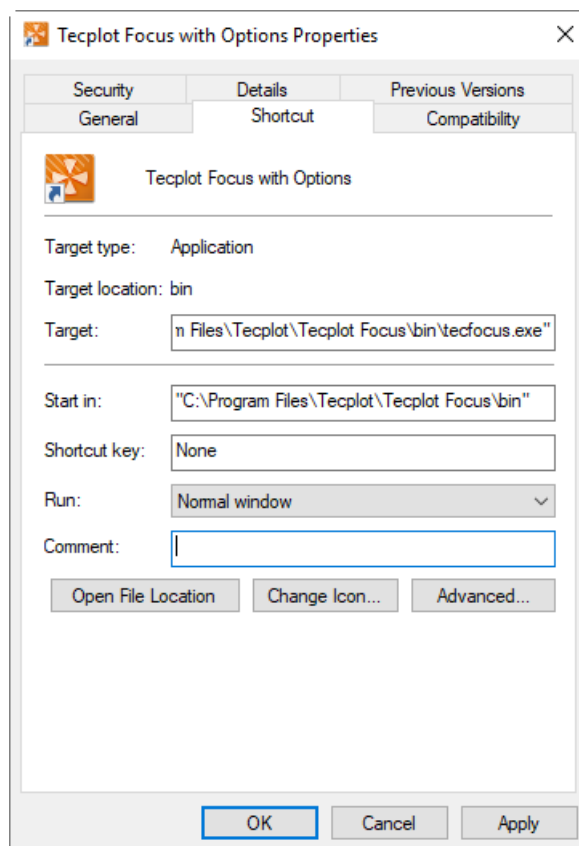 Tecplot Focus with Options Properties
Security Details Previous Versions
General Shortcut Compatibility
Tecplot Focus with Options
Target type: Application
Target location: bin
Target: n Files\Tecplot\Tecplot Focus\bin\tecfocus.exe"
Start in: "C:\Program Files\Tecplot\Tecplot Focus\bin"
Shortcut key: None
Run: Normal window
Comment:
Open File Location Change Icon... Advanced...
OK Cancel Apply